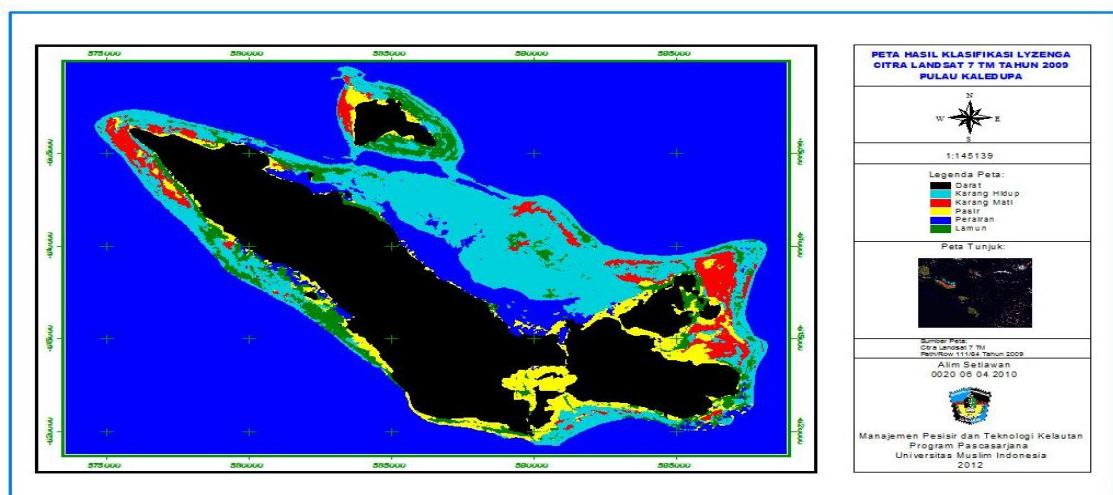 575000 580000 585000 590000 595000
575000 580000 585000 590000 595000
PETA HASIL KLASIFIKASI LYZENGA
CITRA LANDSAT 7 TM TAHUN 2009
PULAU KALEDUPA
N
W E
S
1:145139
Legenda Peta:
Darat
Karang Hidup
Karang Mati
Pasir
Perairan
Lamun
Peta Tunjuk:
Sumber Peta:
Citra Landsat 7 TM
Path/Row 111/64 Tahun 2009
Alim Setiawan
0020 06 04 2010
Manajemen Pesisir dan Teknologi Kelautan
Program Pascasarjana
Universitas Muslim Indonesia
2012